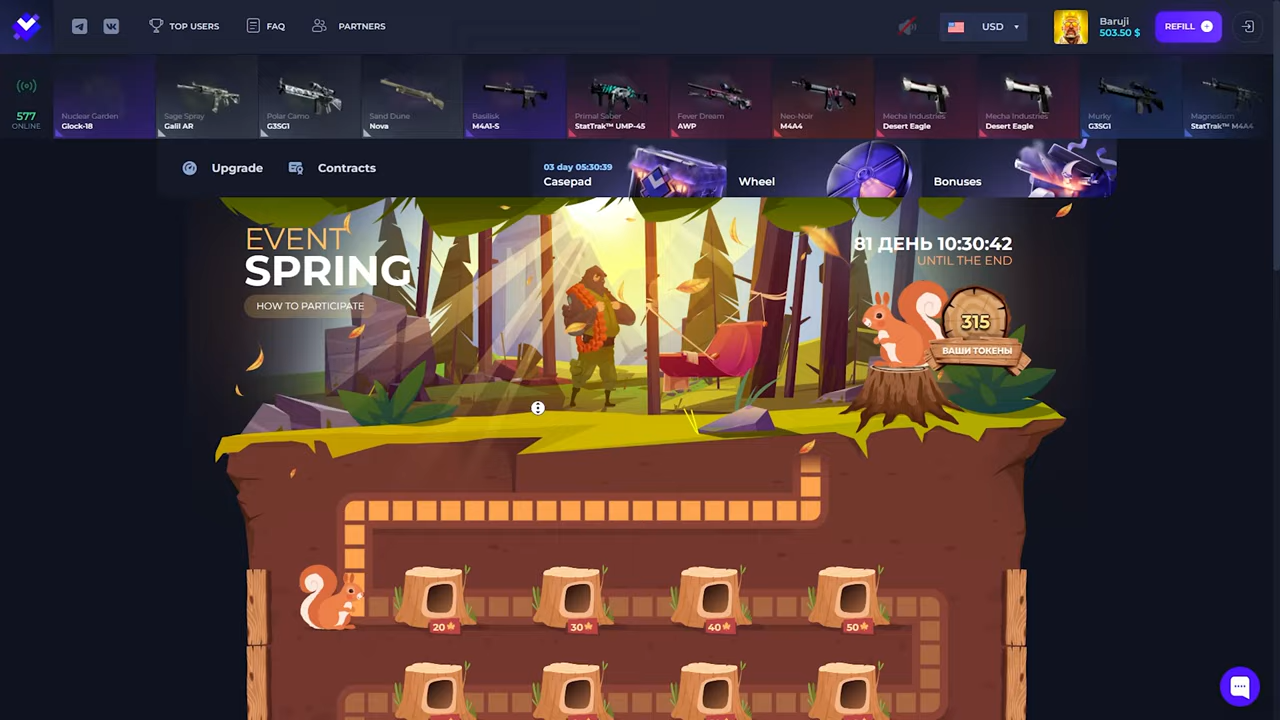 TOP USERS
FAQ
PARTNERS
USD
Baruji
503.50 $
REFILL
577
ONLINE
Nuclear Garden
Glock-18
Sage Spray
Galil AR
Polar Camo
G3SG1
Sand Dune
Nova
Basilisk
M4A1-S
Primal Saber
StatTrak™ UMP-45
Fever Dream
AWP
Neo-Noir
M4A4
Mecha Industries
Desert Eagle
Mecha Industries
Desert Eagle
Murky
G3SG1
Magnesium
StatTrak™ M4A4
Upgrade
Contracts
03 day 05:30:39
Casepad
Wheel
Bonuses
EVENT
SPRING
HOW TO PARTICIPATE
81 ДЕНЬ 10:30:42
UNTIL THE END
315
ВАШИ ТОКЕНЫ
20
30
40
50